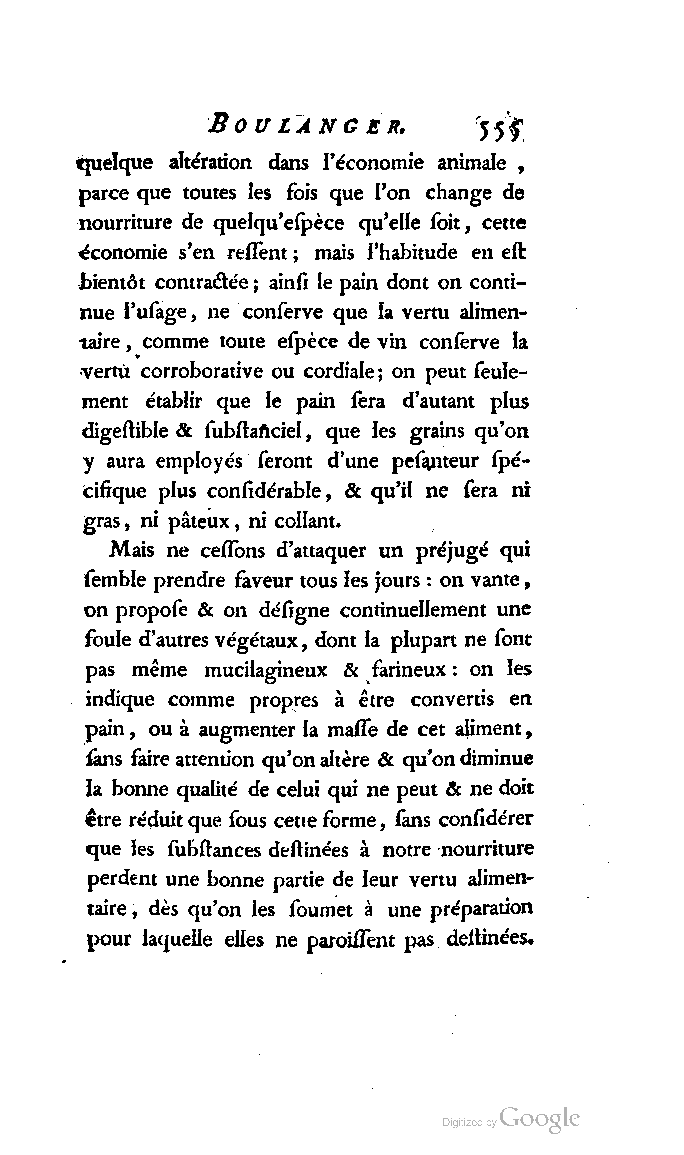 BOULANGER. 555
quelque altération dans l'économie animale ,
parce que toutes les fois que l'on change de
nourriture de quelqu'eſpèce qu'elle ſoit, cette
économie s'en reſſent ; mais l'habitude en eſt
bientôt contractée ; ainſi le pain dont on conti-
nue l'uſage, ne conſerve que la vertu alimen-
taire, comme toute eſpèce de vin conſerve la
vertu corroborative ou cordiale; on peut ſeule-
ment établir que le pain ſera d'autant plus
digeſtible & ſubſtanciel, que les grains qu'on
y aura employés ſeront d'une peſanteur ſpé-
cifique plus conſidérable, & qu'il ne ſera ni
gras, ni pâteux, ni collant.
Mais ne ceſſons d'attaquer un préjugé qui
ſemble prendre faveur tous les jours : on vante,
on propoſe & on déſigne continuellement une
foule d'autres végétaux, dont la plupart ne ſont
pas même mucilagineux & farineux : on les
indique comme propres à être convertis en
pain, ou à augmenter la maſſe de cet aliment,
ſans faire attention qu'on altère & qu'on diminue
la bonne qualité de celui qui ne peut & ne doit
être réduit que ſous cette forme, ſans conſidérer
que les ſubſtances deſtinées à notre nourriture
perdent une bonne partie de leur vertu alimen-
taire, dès qu'on les ſoumet à une préparation
pour laquelle elles ne paroiſſent pas deſtinées.
Digitized by Google